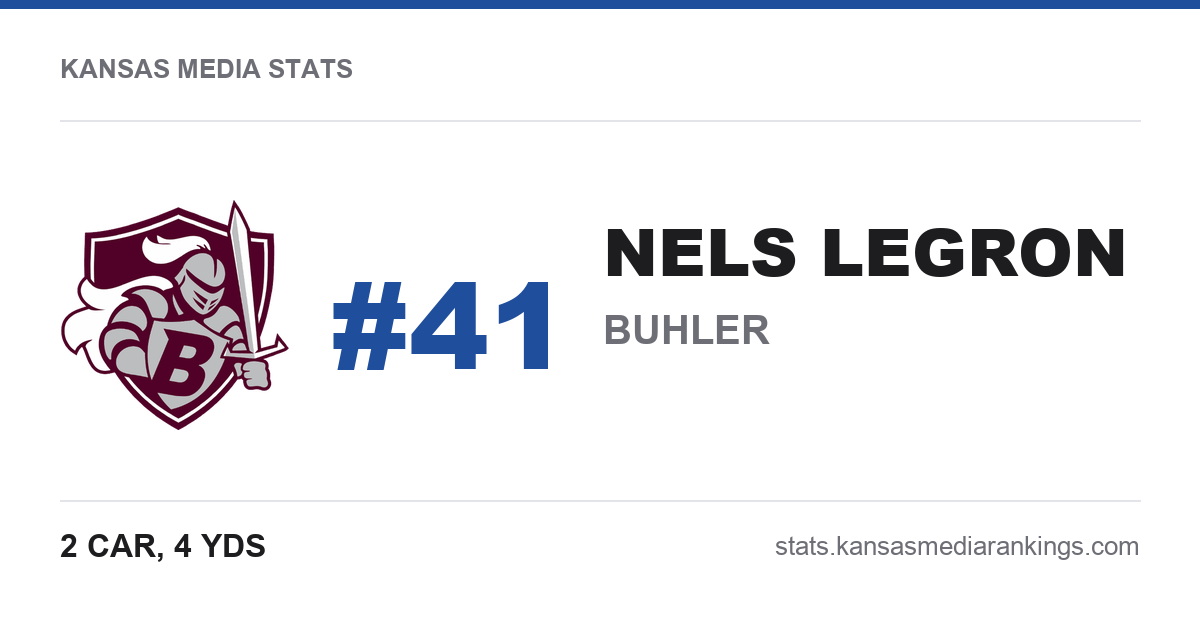 KANSAS MEDIA STATS
B
#41
NELS LEGRON
BUHLER
2 CAR, 4 YDS
stats.kansasmediarankings.com